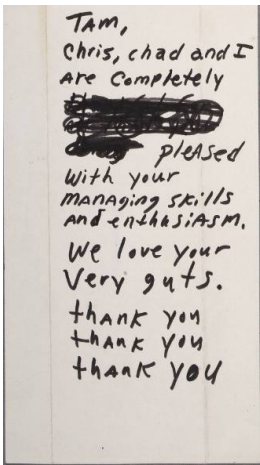 TAM,
Chris, chad and I
Are Completely
pleAsed
With your
mANAging skills
And enthusiAsm.
We love your
Very guts.
thank you
thank you
thank you